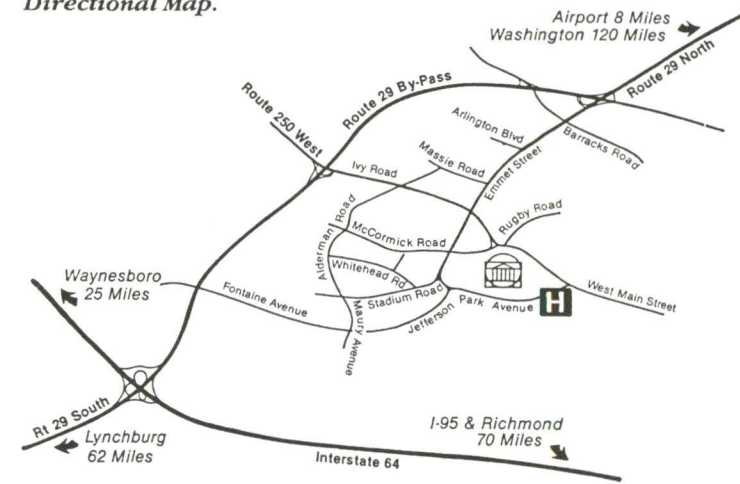 Directional Map.
Airport 8 Miles
Washington 120 Miles
Route 29 North
Route 29 By-Pass
Route 250 West
Arlington Blvd
Barracks Road
Massie Road
Emmet Street
Ivy Road
Rugby Road
Alderman Road
McCormick Road
Whitehead Rd
Waynesboro
25 Miles
Fontaine Avenue
Stadium Road
Jefferson Park Avenue
H
West Main Street
Maury Avenue
Rt 29 South
Lynchburg
62 Miles
I-95 & Richmond
70 Miles
Interstate 64